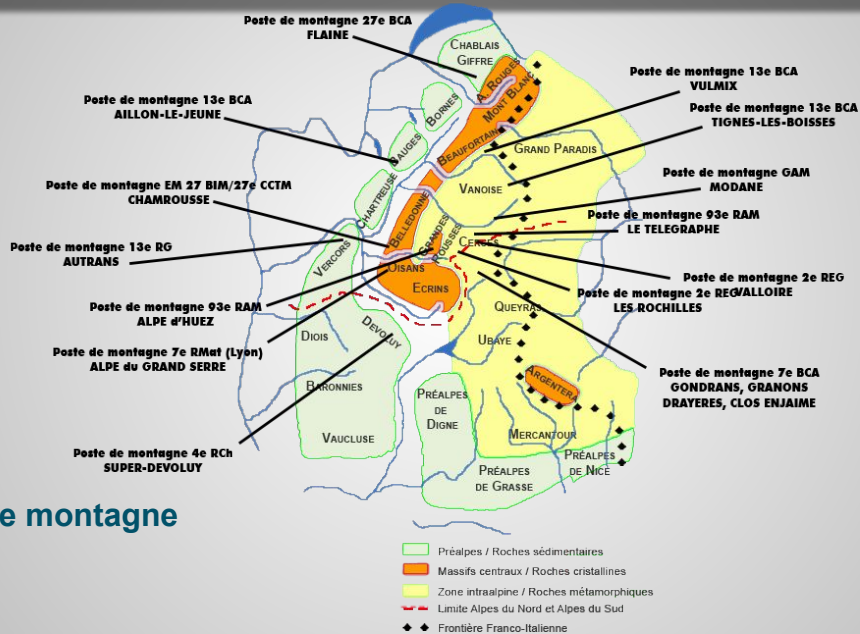 Poste de montagne 27e BCA
FLAINE
Poste de montagne 13e BCA
AILLON-LE-JEUNE
Poste de montagne EM 27 BIM/27e CCTM
CHAMROUSSE
Poste de montagne 13e RG
AUTRANS
Poste de montagne 93e RAM
ALPE d'HUEZ
Poste de montagne 7e RMat (Lyon)
ALPE du GRAND SERRE
Poste de montagne 4e RCh
SUPER-DEVOLUY
Poste de montagne 13e BCA
VULMIX
Poste de montagne 13e BCA
TIGNES-LES-BOISSES
Poste de montagne GAM
MODANE
Poste de montagne 93e RAM
LE TELEGRAPHE
Poste de montagne 2e REG
VALLOIRE
Poste de montagne 2e REG
LES ROCHILLES
Poste de montagne 7e BCA
GONDRANS, GRANONS
DRAYERES, CLOS ENJAIME
CHABLAIS
GIFFRE
A. ROUGES
MONT BLANC
BORNES
BEAUFORTAIN
GRAND PARADIS
BAUGES
VANOISE
CHARTREUSE
BELLEDONNE
GRANDES
ROUSSES
CERCES
VERCORS
OISANS
ECRINS
QUEYRAS
DIOIS
DEVOLUY
UBAYE
BARONNIES
ARGENTERA
VAUCLUSE
PRÉALPES
DE
DIGNE
MERCANTOUR
PRÉALPES
DE NICE
PRÉALPES
DE GRASSE
e montagne
Préalpes / Roches sédimentaires
Massifs centraux / Roches cristallines
Zone intraalpine / Roches métamorphiques
Limite Alpes du Nord et Alpes du Sud
Frontière Franco-Italienne